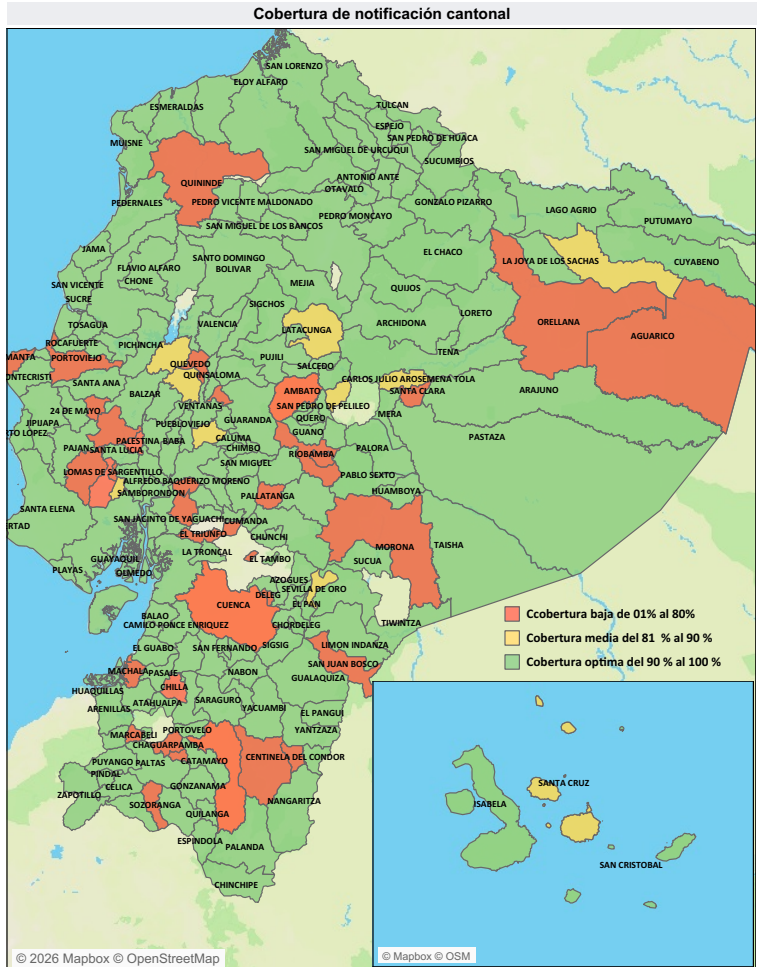 Cobertura de notificación cantonal
SAN LORENZO
ELOY ALFARO
ESMERALDAS
TULCAN
ESPEJO
SAN PEDRO DE HUACA
MUISNE
SAN MIGUEL DE URCUQUI
SUCUMBIOS
ANTONIO ANTE
QUININDE
OTAVALO
PEDERNALES
PEDRO VICENTE MALDONADO
GONZALO PIZARRO
LAGO AGRIO
PEDRO MONCAYO
PUTUMAYO
SAN MIGUEL DE LOS BANCOS
JAMA
EL CHACO
SANTO DOMINGO
LA JOYA DE LOS SACHAS
CUYABENO
FLAVIO ALFARO
BOLIVAR
CHONE
MEJIA
SAN VICENTE
QUIJOS
SUCRE
SIGCHOS
LORETO
TOSAGUA
VALENCIA
ARCHIDONA
ORELLANA
LATACUNGA
AGUARICO
ROCAFUERTE
PICHINCHA
MANTA
PORTOVIEJO
TENA
PUJILI
QUEVEDO
SALCEDO
QUINSALOMA
ONTECRISTI
CARLOS JULIO AROSEMENA TOLA
SANTA ANA
ARAJUNO
BALZAR
AMBATO
SANTA CLARA
24 DE MAYO
VENTANAS
SAN PEDRO DE PELILEO
MERA
JIPIJAPA
PUEBLOVIEJO
GUARANDA
QUERO
TO LÓPEZ
GUANO
PASTAZA
PALESTINA
BABA
CALUMA
PAJAN
SANTA LUCIA
CHIMBO
PALORA
RIOBAMBA
SAN MIGUEL
LOMAS DE SARGENTILLO
PABLO SEXTO
ALFREDO BAQUERIZO MORENO
SAMBORONDON
PALLATANGA
HUAMBOYA
SANTA ELENA
SAN JACINTO DE YAGUACHI
CUMANDA
ERTAD
EL TRIUNFO
CHUNCHI
MORONA
TAISHA
LA TRONCAL
GUAYAQUIL
EL TAMBO
SUCUA
PLAYAS
OLMEDO
AZOGUES
SEVILLA DE ORO
DELEG
CUENCA
EL PAN
BALAO
TIWINTZA
CAMILO PONCE ENRIQUEZ
CHORDELEG
EL GUABO
SAN FERNANDO
SIGSIG
LIMON INDANZA
SAN JUAN BOSCO
MACHALA
PASAJE
NABON
GUALAQUIZA
HUAQUILLAS
CHILLA
SARAGURO
ARENILLAS
ATAHUALPA
YACUAMBI
EL PANGUI
PORTOVELO
YANTZAZA
MARCABELI
CHAGUARPAMBA
CENTINELA DEL CONDOR
PUYANGO
PALTAS
CATAMAYO
PINDAL
CELICA
GONZANAMA
ZAPOTILLO
SOZORANGA
NANGARITZA
QUILANGA
ESPINDOLA
PALANDA
CHINCHIPE
Ccobertura baja de 01% al 80%
Cobertura media del 81 % al 90 %
Cobertura optima del 90 % al 100 %
SANTA CRUZ
ISABELA
SAN CRISTOBAL
© 2026 Mapbox © OpenStreetMap
© Mapbox © OSM